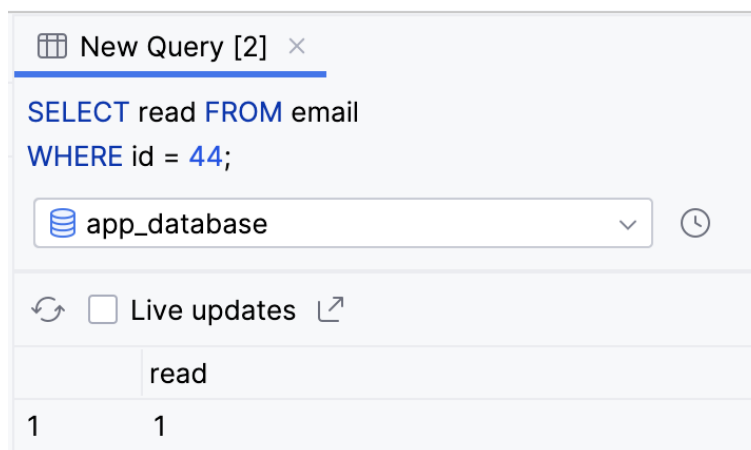 New Query [2]
SELECT read FROM email
WHERE id = 44;
app_database
Live updates
read
1 1